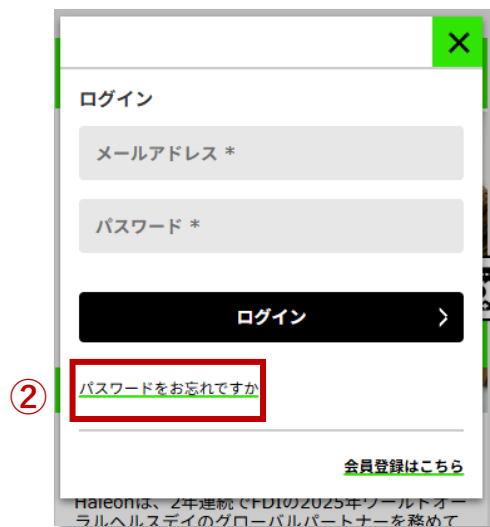 ログイン
メールアドレス *
パスワード *
ログイン
②
パスワードをお忘れですか
会員登録はこちら
Haleonは、2年連続でFDIの2025年ワールドオー
ラルヘルスデイのグローバルパートナーを務めて